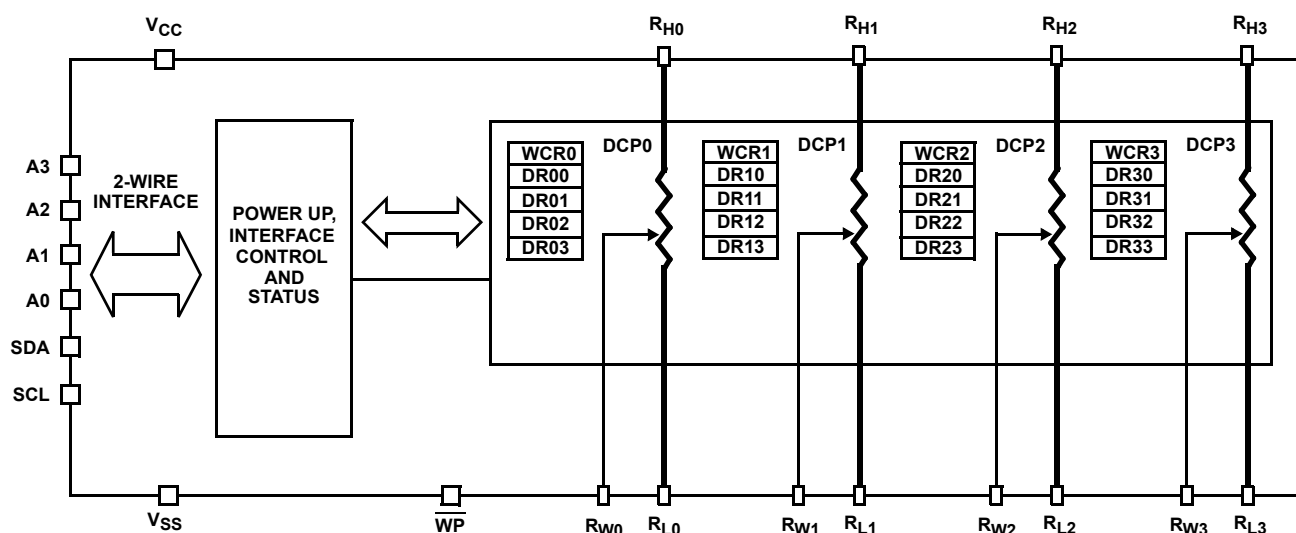 VCC
RH0
RH1
RH2
RH3
A3
A2
A1
A0
SDA
SCL
2-WIRE
INTERFACE
POWER UP,
INTERFACE
CONTROL
AND
STATUS
WCR0
DR00
DR01
DR02
DR03
DCP0
WCR1
DR10
DR11
DR12
DR13
DCP1
WCR2
DR20
DR21
DR22
DR23
DCP2
WCR3
DR30
DR31
DR32
DR33
DCP3
VSS
WP
RW0
RL0
RW1
RL1
RW2
RL2
RW3
RL3